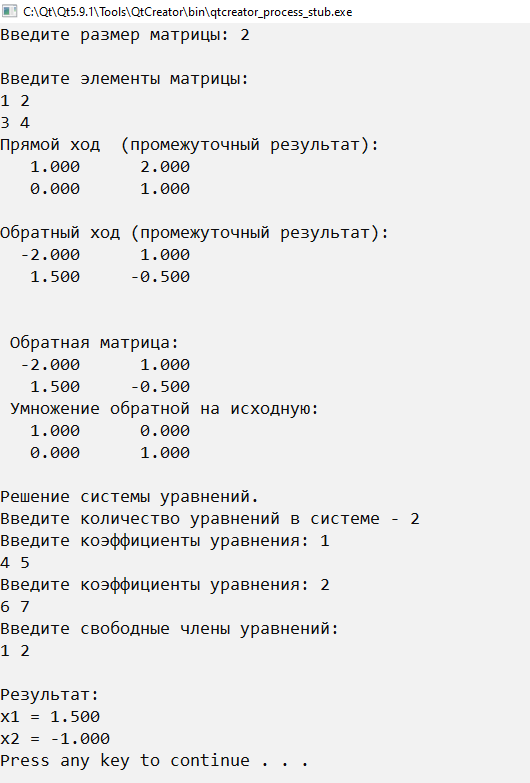 C:\Qt\Qt5.9.1\Tools\QtCreator\bin\qtcreator_process_stub.exe
Введите размер матрицы: 2
Введите элементы матрицы:
1 2
3 4
Прямой ход  (промежуточный результат):
1.000      2.000
0.000      1.000
Обратный ход (промежуточный результат):
-2.000      1.000
1.500     -0.500
Обратная матрица:
-2.000      1.000
1.500     -0.500
Умножение обратной на исходную:
1.000      0.000
0.000      1.000
Решение системы уравнений.
Введите количество уравнений в системе - 2
Введите коэффициенты уравнения: 1
4 5
Введите коэффициенты уравнения: 2
6 7
Введите свободные члены уравнений:
1 2
Результат:
x1 = 1.500
x2 = -1.000
Press any key to continue . . .